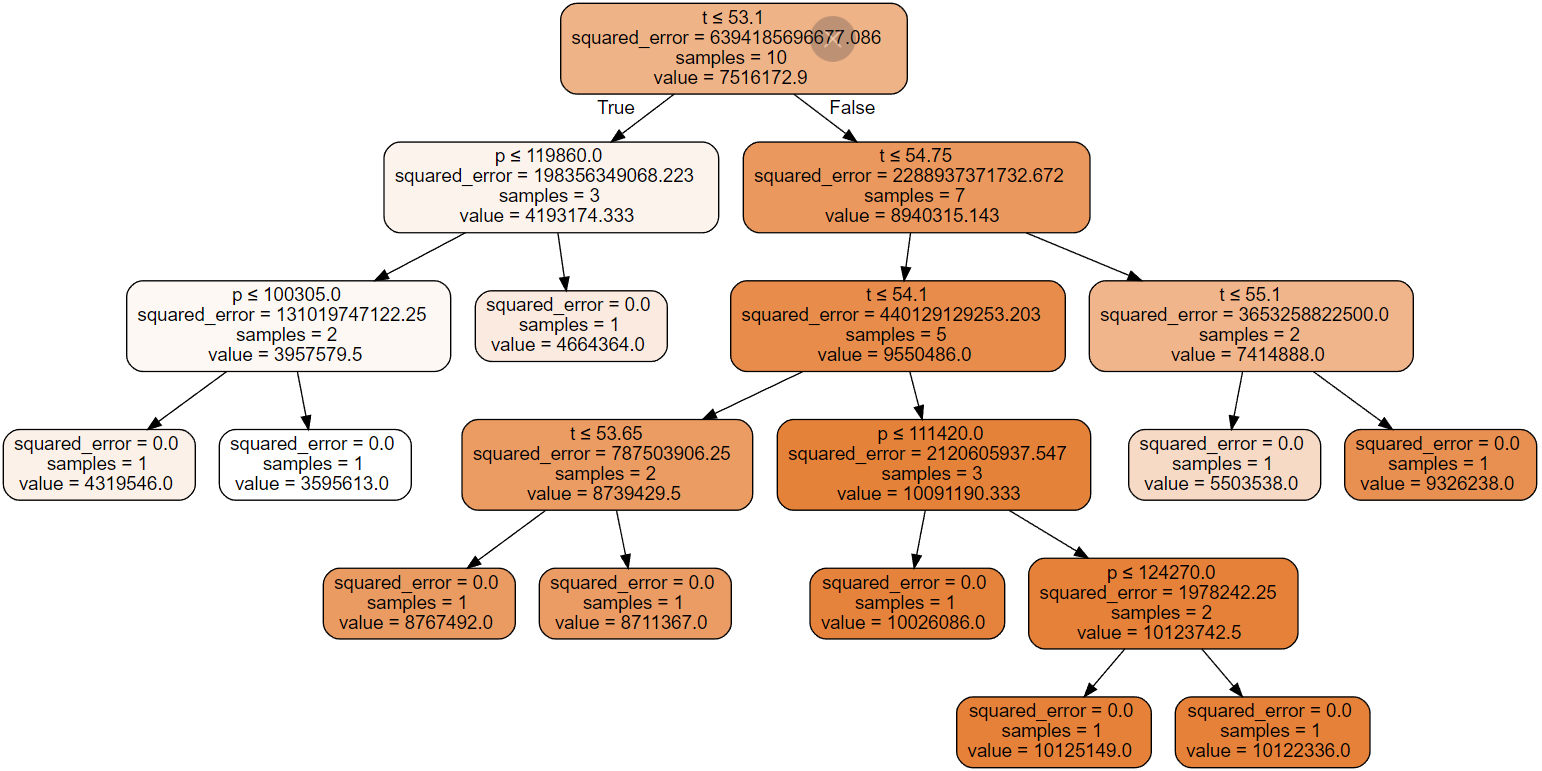 t ≤ 53.1
squared_error = 6394185696677.086
samples = 10
value = 7516172.9
True
False
p ≤ 119860.0
squared_error = 198356349068.223
samples = 3
value = 4193174.333
t ≤ 54.75
squared_error = 2288937371732.672
samples = 7
value = 8940315.143
p ≤ 100305.0
squared_error = 131019747122.25
samples = 2
value = 3957579.5
squared_error = 0.0
samples = 1
value = 4664364.0
t ≤ 54.1
squared_error = 440129129253.203
samples = 5
value = 9550486.0
t ≤ 55.1
squared_error = 3653258822500.0
samples = 2
value = 7414888.0
squared_error = 0.0
samples = 1
value = 4319546.0
squared_error = 0.0
samples = 1
value = 3595613.0
t ≤ 53.65
squared_error = 787503906.25
samples = 2
value = 8739429.5
p ≤ 111420.0
squared_error = 2120605937.547
samples = 3
value = 10091190.333
squared_error = 0.0
samples = 1
value = 5503538.0
squared_error = 0.0
samples = 1
value = 9326238.0
squared_error = 0.0
samples = 1
value = 8767492.0
squared_error = 0.0
samples = 1
value = 8711367.0
squared_error = 0.0
samples = 1
value = 10026086.0
p ≤ 124270.0
squared_error = 1978242.25
samples = 2
value = 10123742.5
squared_error = 0.0
samples = 1
value = 10125149.0
squared_error = 0.0
samples = 1
value = 10122336.0